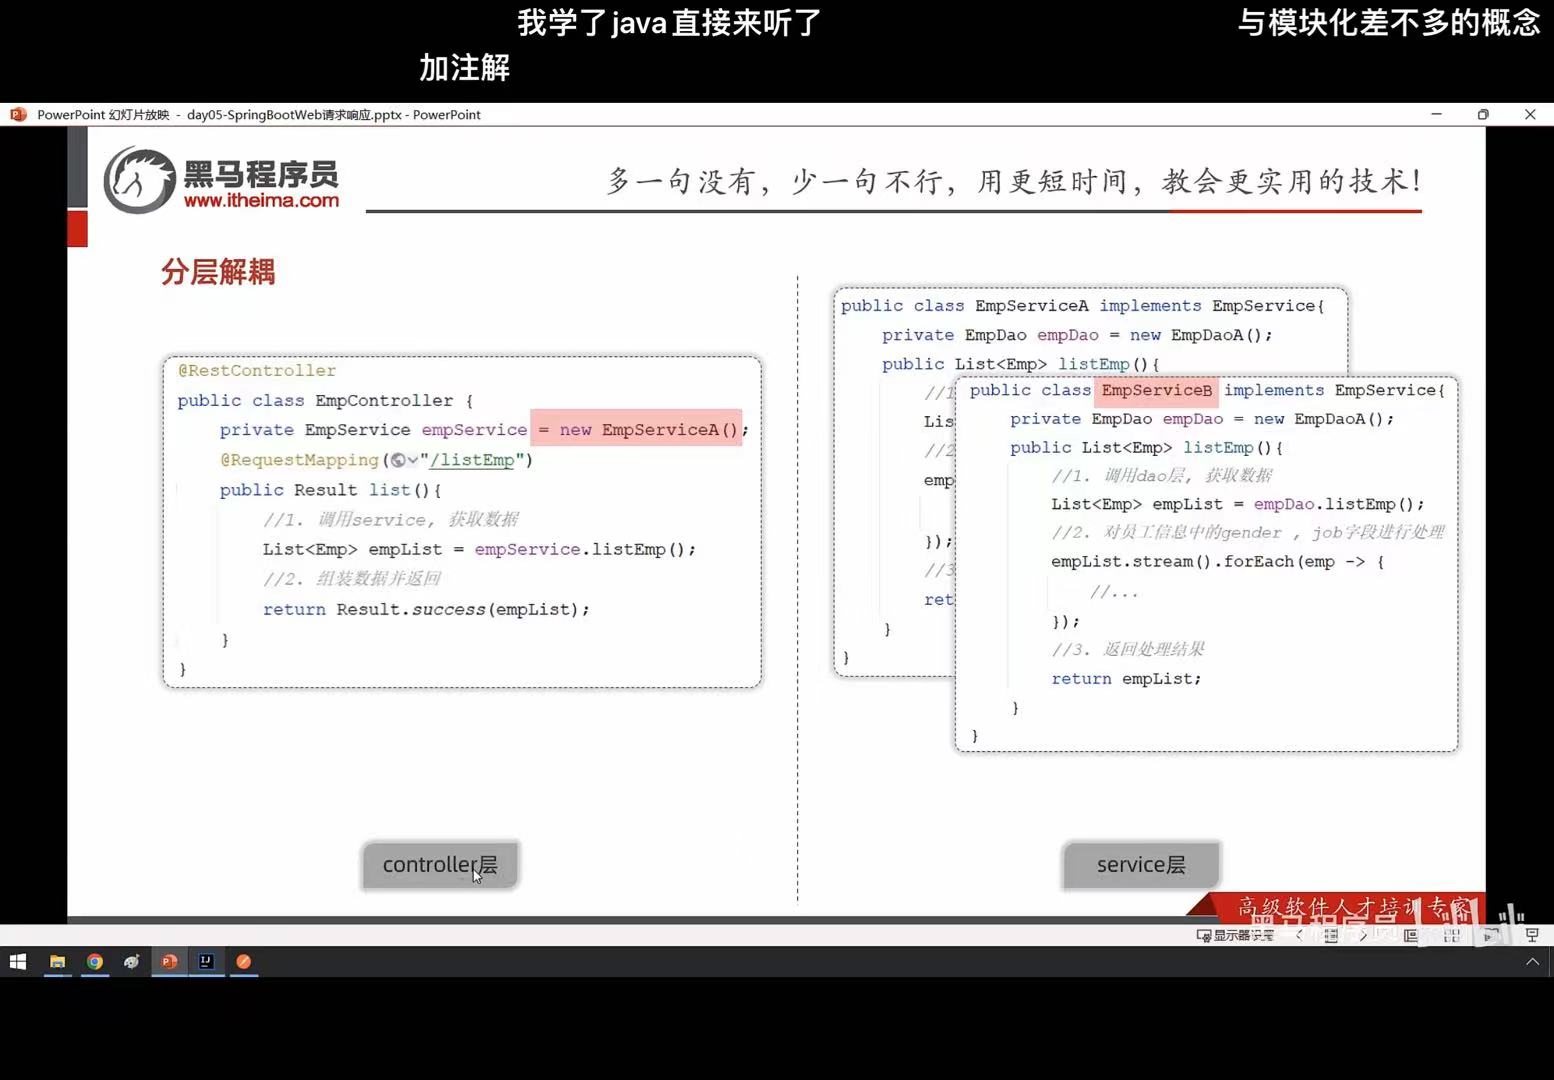 我学了java直接来听了
与模块化差不多的概念
加注解
PowerPoint 幻灯片放映 - day05-SpringBootWeb请求响应.pptx - PowerPoint
黑马程序员
www.itheima.com
多一句没有，少一句不行，用更短时间，教会更实用的技术！
分层解耦
@RestController
public class EmpController {
private EmpService empService = new EmpServiceA();
@RequestMapping("/listEmp")
public Result list(){
//1. 调用service, 获取数据
List<Emp> empList = empService.listEmp();
//2. 组装数据并返回
return Result.success(empList);
}
}
controller层
public class EmpServiceA implements EmpService{
private EmpDao empDao = new EmpDaoA();
public List<Emp> listEmp(){
//1
Lis
//2
emp
});
//3
ret
}
}
public class EmpServiceB implements EmpService{
private EmpDao empDao = new EmpDaoA();
public List<Emp> listEmp(){
//1. 调用dao层, 获取数据
List<Emp> empList = empDao.listEmp();
//2. 对员工信息中的gender , job字段进行处理
empList.stream().forEach(emp -> {
//...
});
//3. 返回处理结果
return empList;
}
}
service层
高级软件人才培训专家
黑马程序员
显示器设置